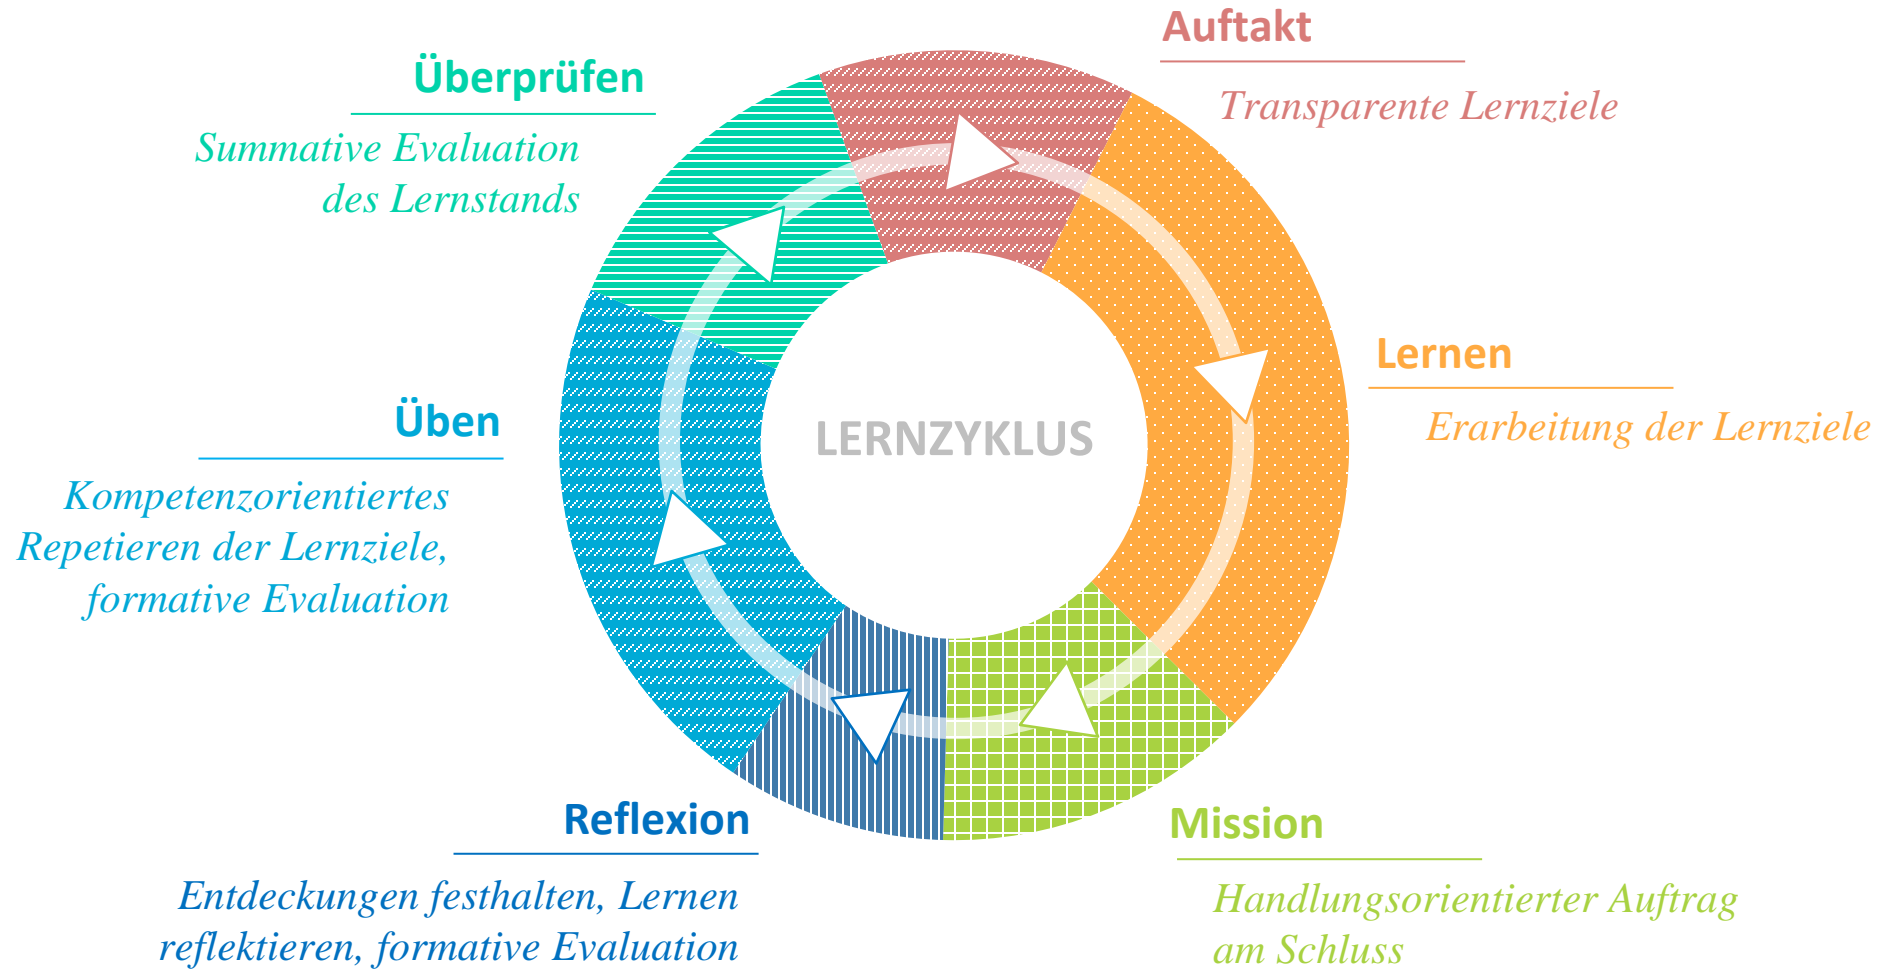 Auftakt
Transparente Lernziele
Lernen
Erarbeitung der Lernziele
Mission
Handlungsorientierter Auftrag
am Schluss
Reflexion
Entdeckungen festhalten, Lernen
reflektieren, formative Evaluation
Üben
Kompetenzorientiertes
Repetieren der Lernziele,
formative Evaluation
Überprüfen
Summative Evaluation
des Lernstands
LERNZYKLUS